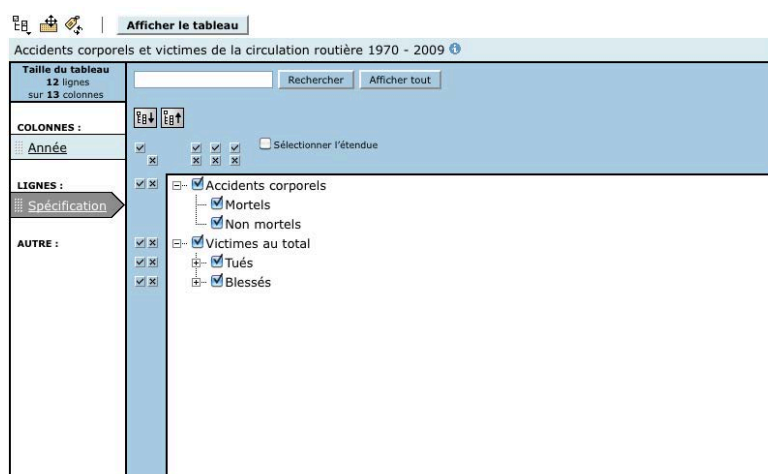 Afficher le tableau
Accidents corporels et victimes de la circulation routière 1970 - 2009
Taille du tableau
12 lignes
sur 13 colonnes
Rechercher
Afficher tout
COLONNES :
Année
Sélectionner l'étendue
LIGNES :
Spécification
AUTRE :
Accidents corporels
Mortels
Non mortels
Victimes au total
Tués
Blessés